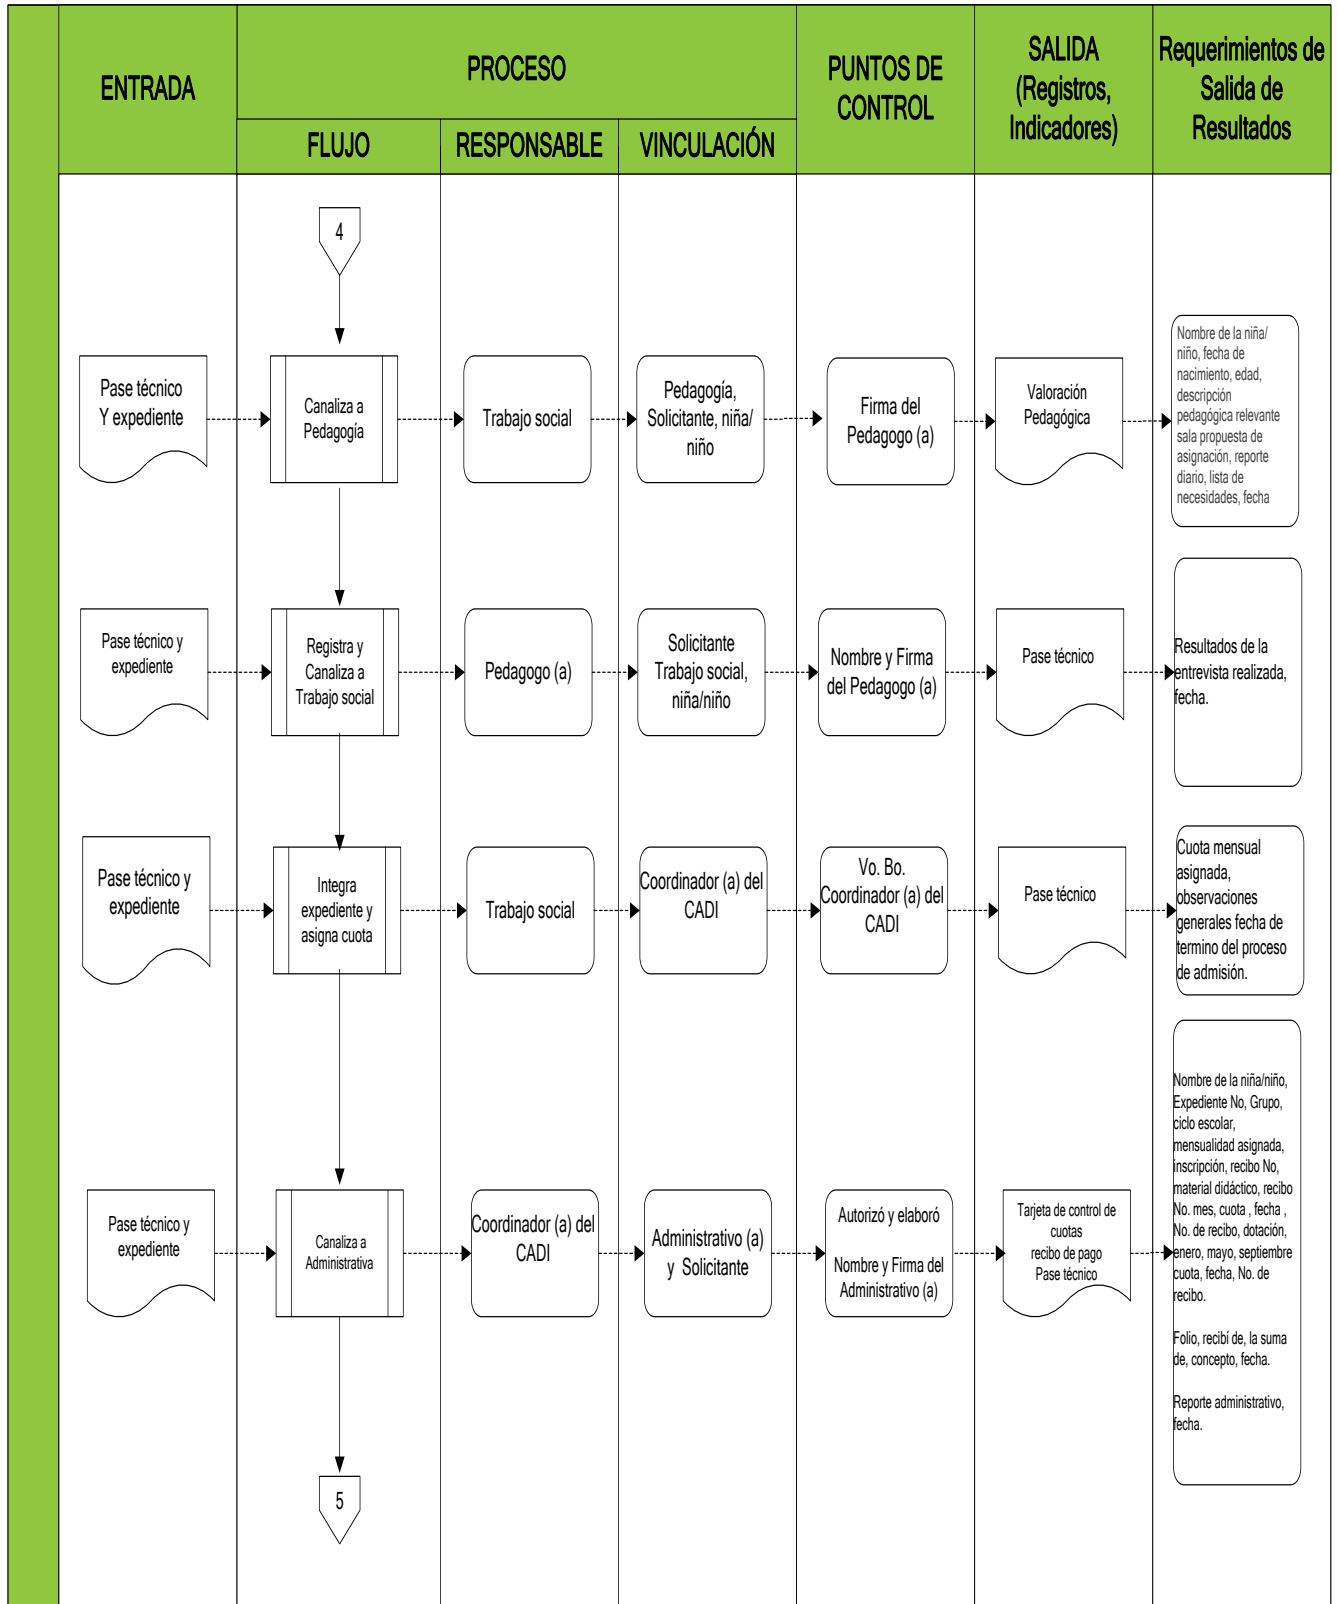 ENTRADA
PROCESO
FLUJO
RESPONSABLE
VINCULACIÓN
PUNTOS DE
CONTROL
SALIDA
(Registros,
Indicadores)
Requerimientos de
Salida de
Resultados
4
Pase técnico
Y expediente
Canaliza a
Pedagogía
Trabajo social
Pedagogía,
Solicitante, niña/
niño
Firma del
Pedagogo (a)
Valoración
Pedagógica
Nombre de la niña/
niño, fecha de
nacimiento, edad,
descripción
pedagógica relevante
sala propuesta de
asignación, reporte
diario, lista de
necesidades, fecha
Pase técnico y
expediente
Registra y
Canaliza a
Trabajo social
Pedagogo (a)
Solicitante
Trabajo social,
niña/niño
Nombre y Firma
del Pedagogo (a)
Pase técnico
Resultados de la
entrevista realizada,
fecha.
Pase técnico y
expediente
Integra
expediente y
asigna cuota
Trabajo social
Coordinador (a) del
CADI
Vo. Bo.
Coordinador (a) del
CADI
Pase técnico
Cuota mensual
asignada,
observaciones
generales fecha de
termino del proceso
de admisión.
Pase técnico y
expediente
Canaliza a
Administrativa
Coordinador (a) del
CADI
Administrativo (a)
y Solicitante
Autorizó y elaboró
Nombre y Firma del
Administrativo (a)
Tarjeta de control de
cuotas
recibo de pago
Pase técnico
Nombre de la niña/niño,
Expediente No, Grupo,
ciclo escolar,
mensualidad asignada,
inscripción, recibo No,
material didáctico, recibo
No. mes, cuota , fecha ,
No. de recibo, dotación,
enero, mayo, septiembre
cuota, fecha, No. de
recibo.
Folio, recibí de, la suma
de, concepto, fecha.
Reporte administrativo,
fecha.
5